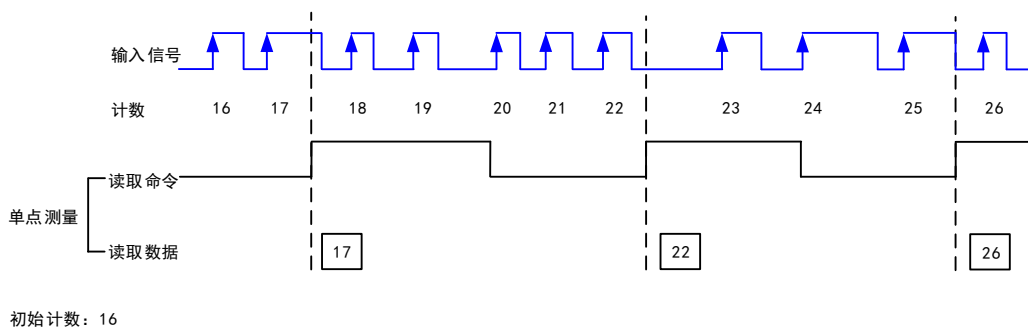 输入信号
计数 16 17 18 19 20 21 22 23 24 25 26
读取命令
单点测量
读取数据 17 22 26
初始计数：16